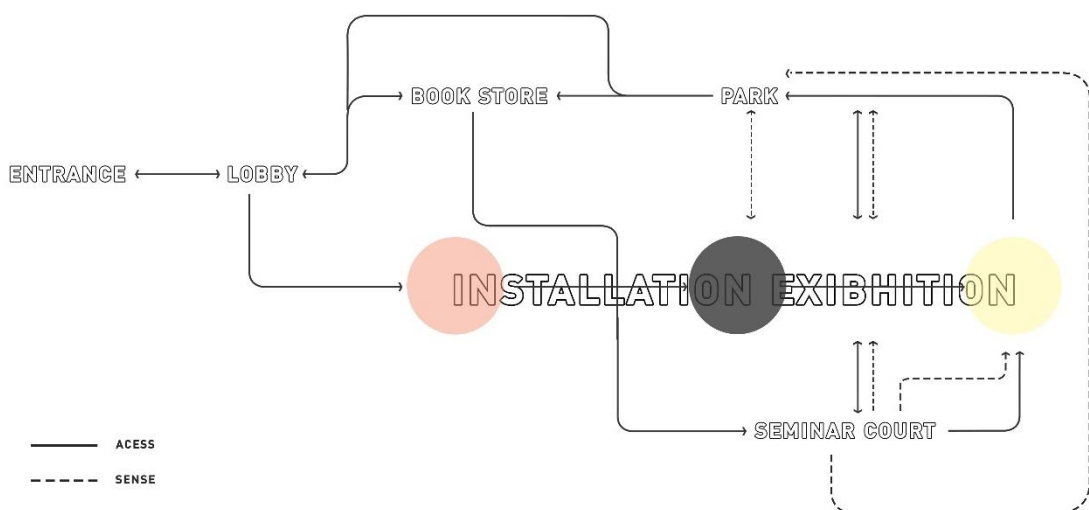 BOOK STORE
PARK
ENTRANCE
LOBBY
INSTALLATION EXIBHITION
SEMINAR COURT
ACESS
SENSE